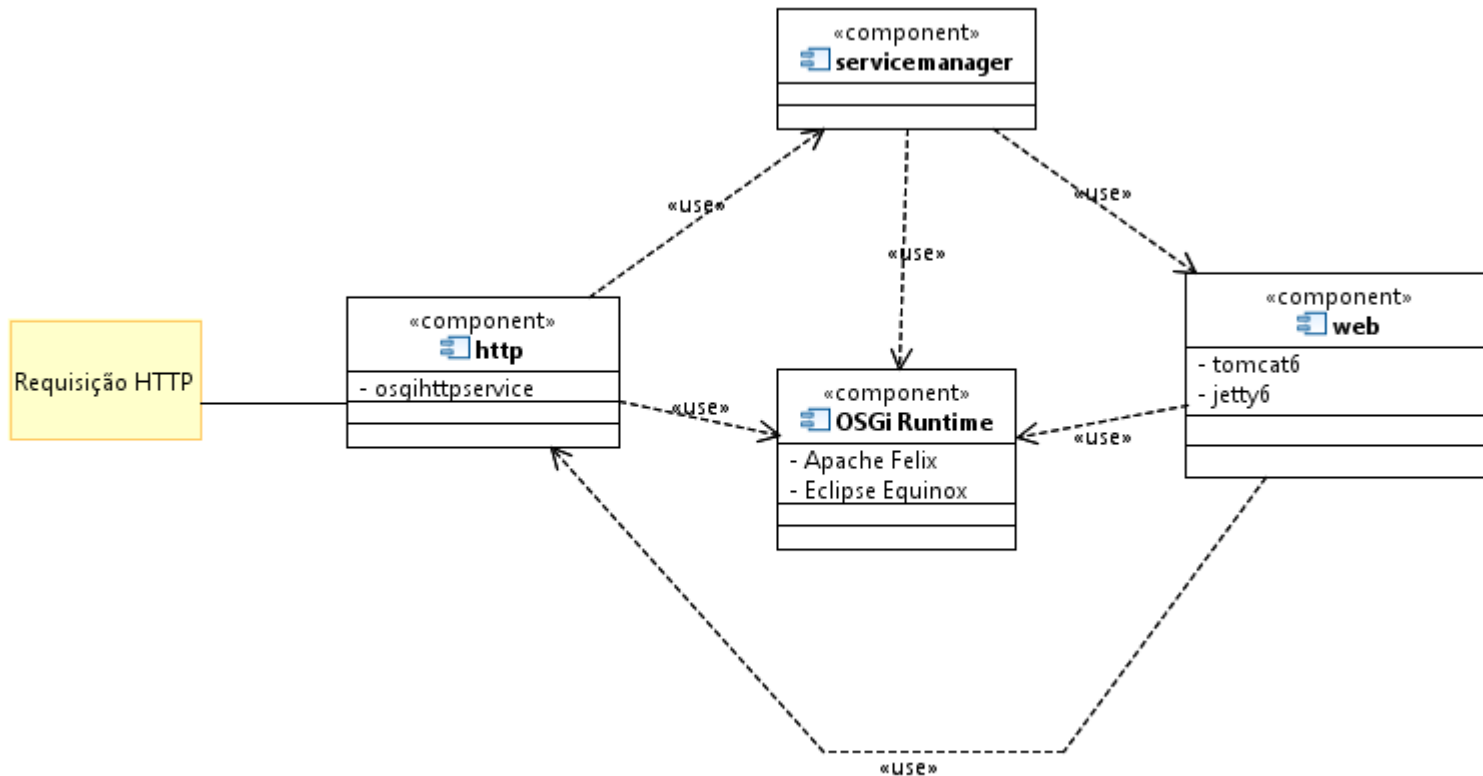 «component»
servicemanager
«use»
«use»
«use»
«component»
http
- osgihttpservice
«component»
web
- tomcat6
- jetty6
Requisição HTTP
«use»
«component»
OSGi Runtime
- Apache Felix
- Eclipse Equinox
«use»
«use»